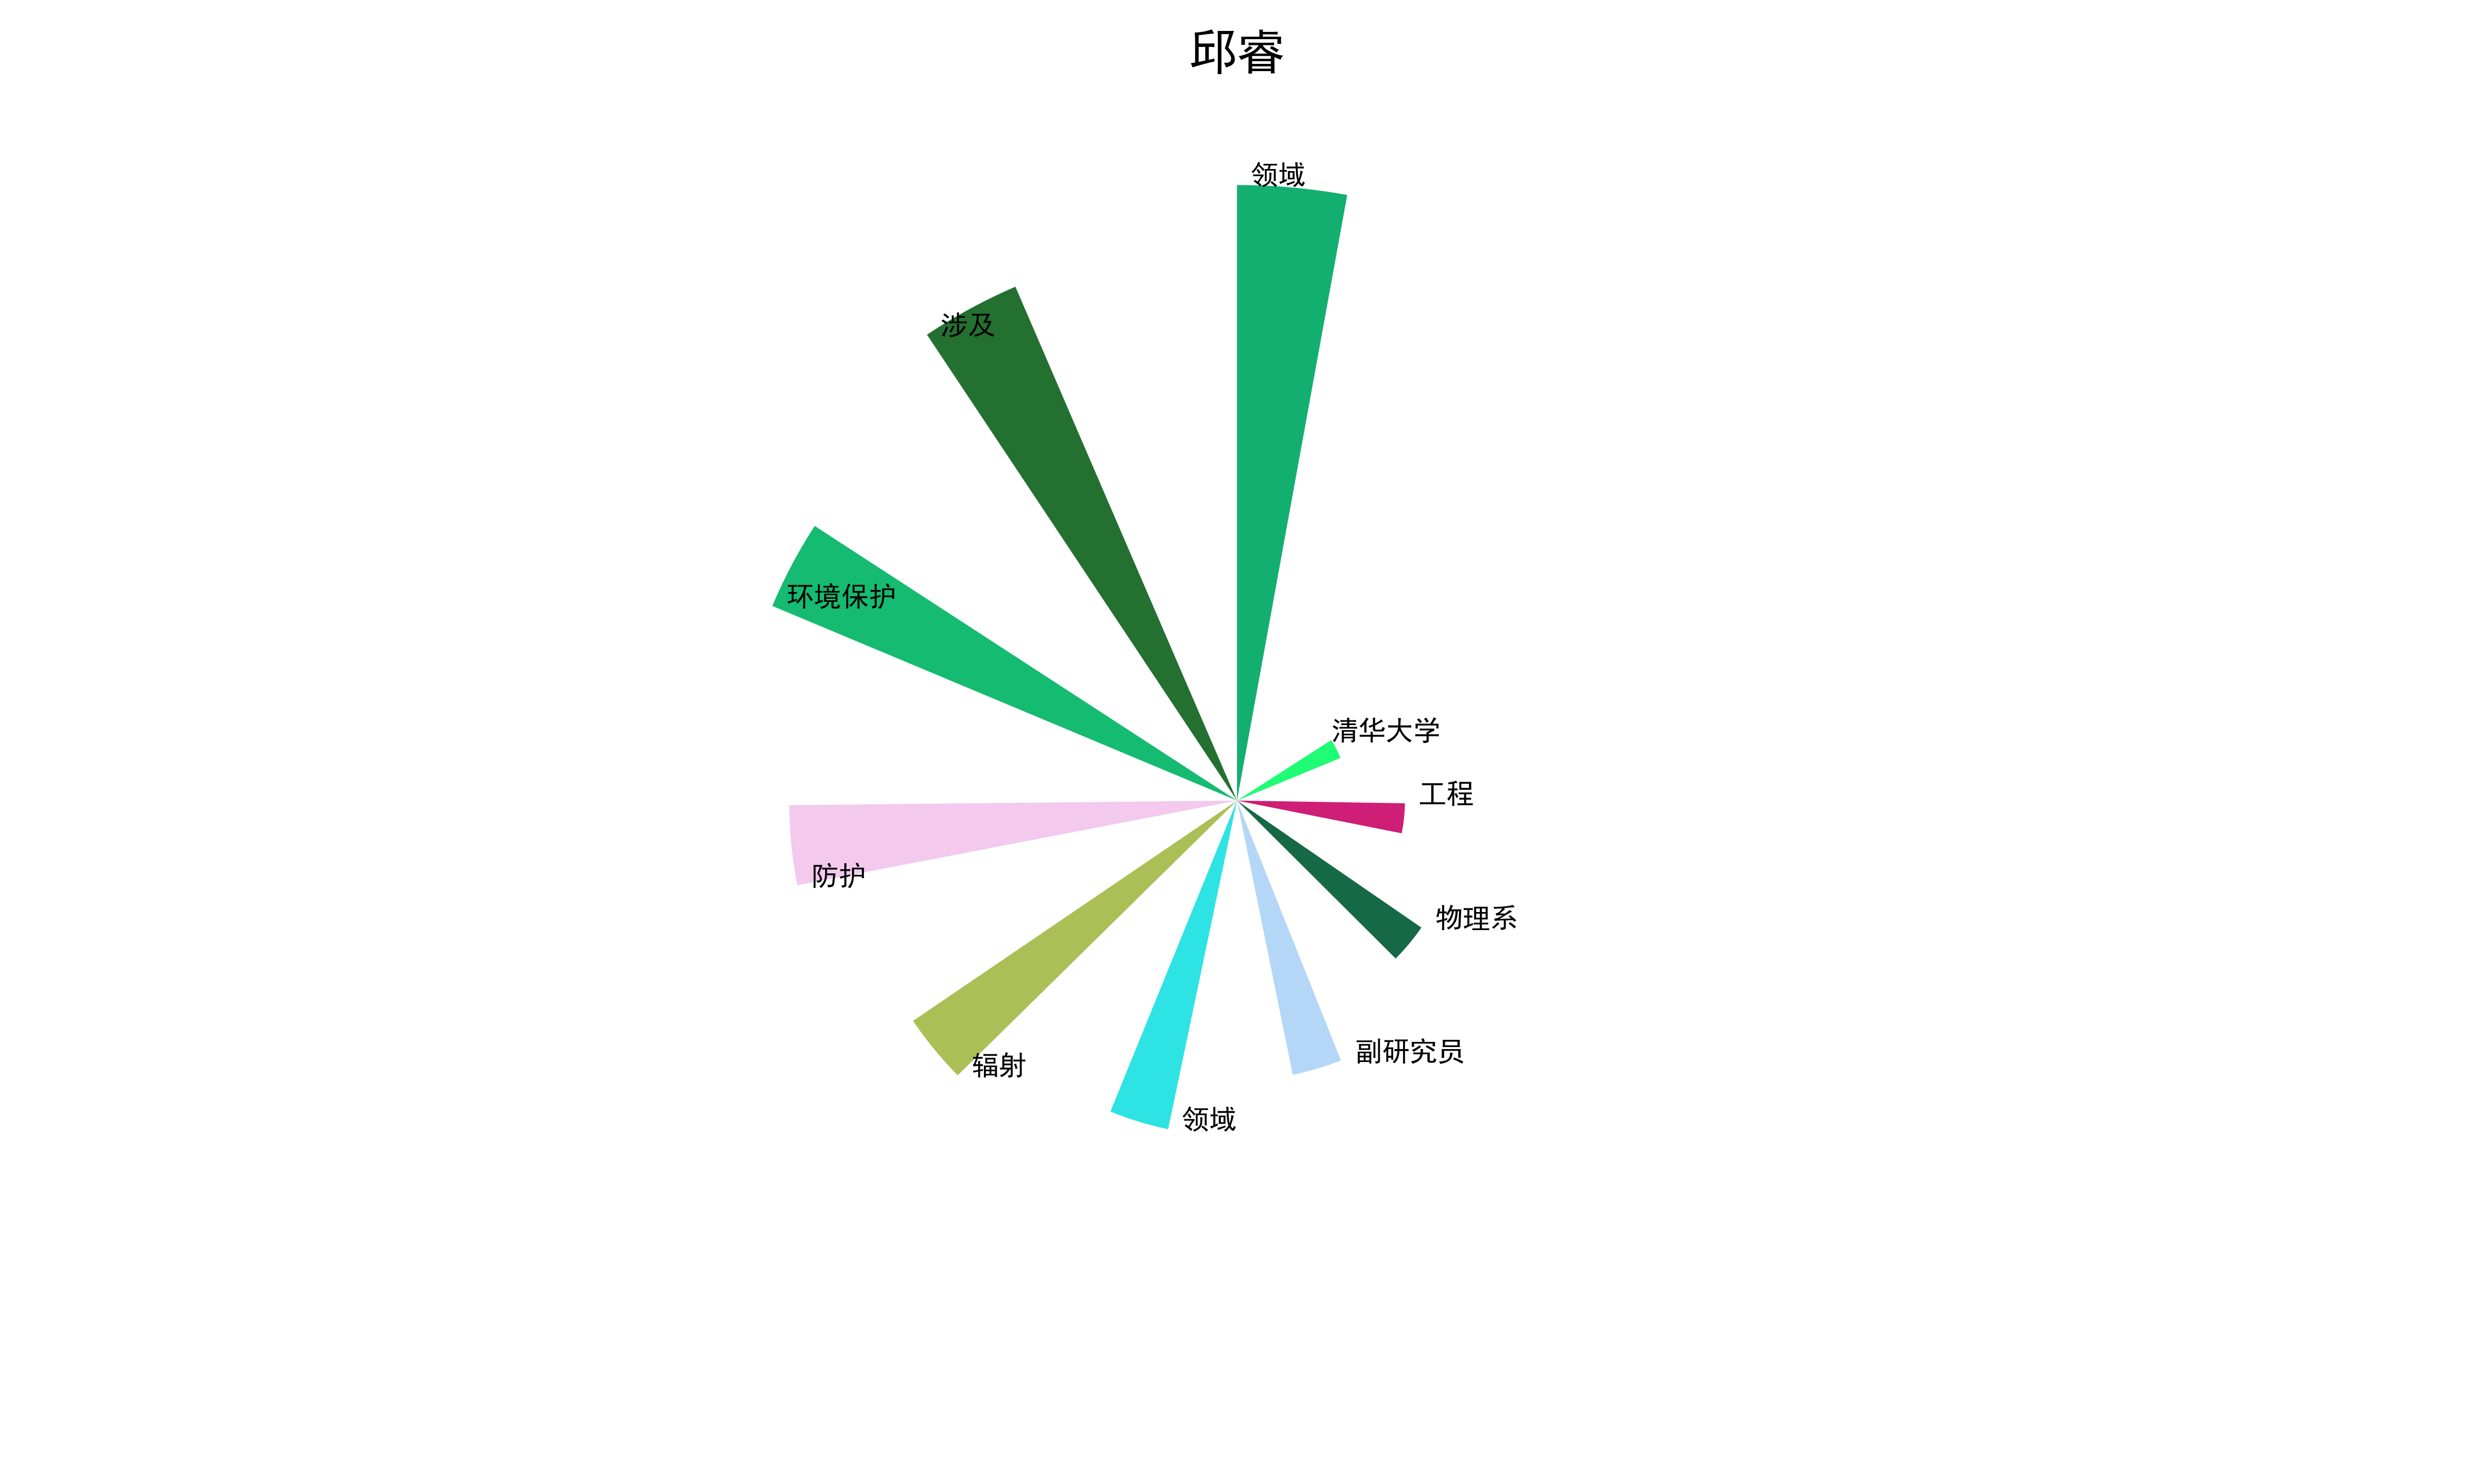 邱睿
领域
涉及
环境保护
清华大学
工程
防护
物理系
副研究员
辐射
领域